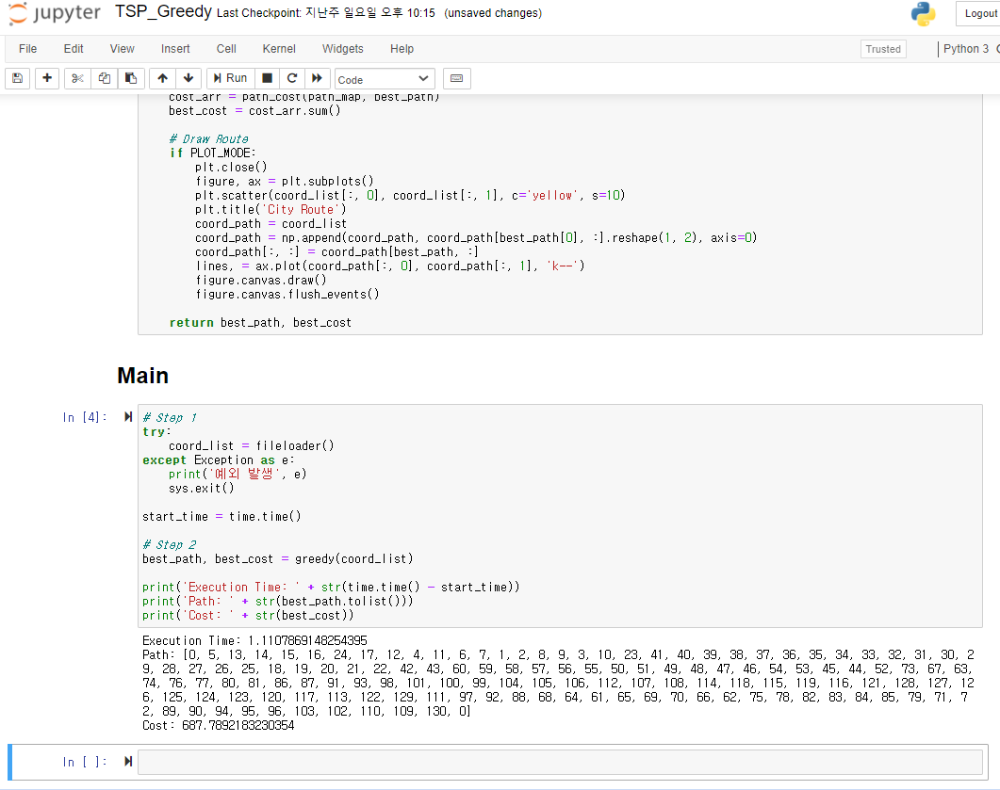 jupyter TSP_Greedy Last Checkpoint: 지난주 일요일 오후 10:15 (unsaved changes)
Logout
File Edit View Insert Cell Kernel Widgets Help
Trusted
Python 3
Run
Code
cost_arr = path_cost(path_map, best_path)
best_cost = cost_arr.sum()
# Draw Route
if PLOT_MODE:
plt.close()
figure, ax = plt.subplots()
plt.scatter(coord_list[:, 0], coord_list[:, 1], c='yellow', s=10)
plt.title('City Route')
coord_path = coord_list
coord_path = np.append(coord_path, coord_path[best_path[0], :].reshape(1, 2), axis=0)
coord_path[:, :] = coord_path[best_path, :]
lines, = ax.plot(coord_path[:, 0], coord_path[:, 1], 'k--')
figure.canvas.draw()
figure.canvas.flush_events()
return best_path, best_cost
Main
In [4]:
# Step 1
try:
coord_list = fileloader()
except Exception as e:
print('예외 발생', e)
sys.exit()
start_time = time.time()
# Step 2
best_path, best_cost = greedy(coord_list)
print('Execution Time: ' + str(time.time() - start_time))
print('Path: ' + str(best_path.tolist()))
print('Cost: ' + str(best_cost))
Execution Time: 1.1107869148254395
Path: [0, 5, 13, 14, 15, 16, 24, 17, 12, 4, 11, 6, 7, 1, 2, 8, 9, 3, 10, 23, 41, 40, 39, 38, 37, 36, 35, 34, 33, 32, 31, 30, 2
9, 28, 27, 26, 25, 18, 19, 20, 21, 22, 42, 43, 60, 59, 58, 57, 56, 55, 50, 51, 49, 48, 47, 46, 54, 53, 45, 44, 52, 73, 67, 63,
74, 76, 77, 80, 81, 86, 87, 91, 93, 98, 101, 100, 99, 104, 105, 106, 112, 107, 108, 114, 118, 115, 119, 116, 121, 128, 127, 12
6, 125, 124, 123, 120, 117, 113, 122, 129, 111, 97, 92, 88, 68, 64, 61, 65, 69, 70, 66, 62, 75, 78, 82, 83, 84, 85, 79, 71, 7
2, 89, 90, 94, 95, 96, 103, 102, 110, 109, 130, 0]
Cost: 687.7892183230354
In [ ]: